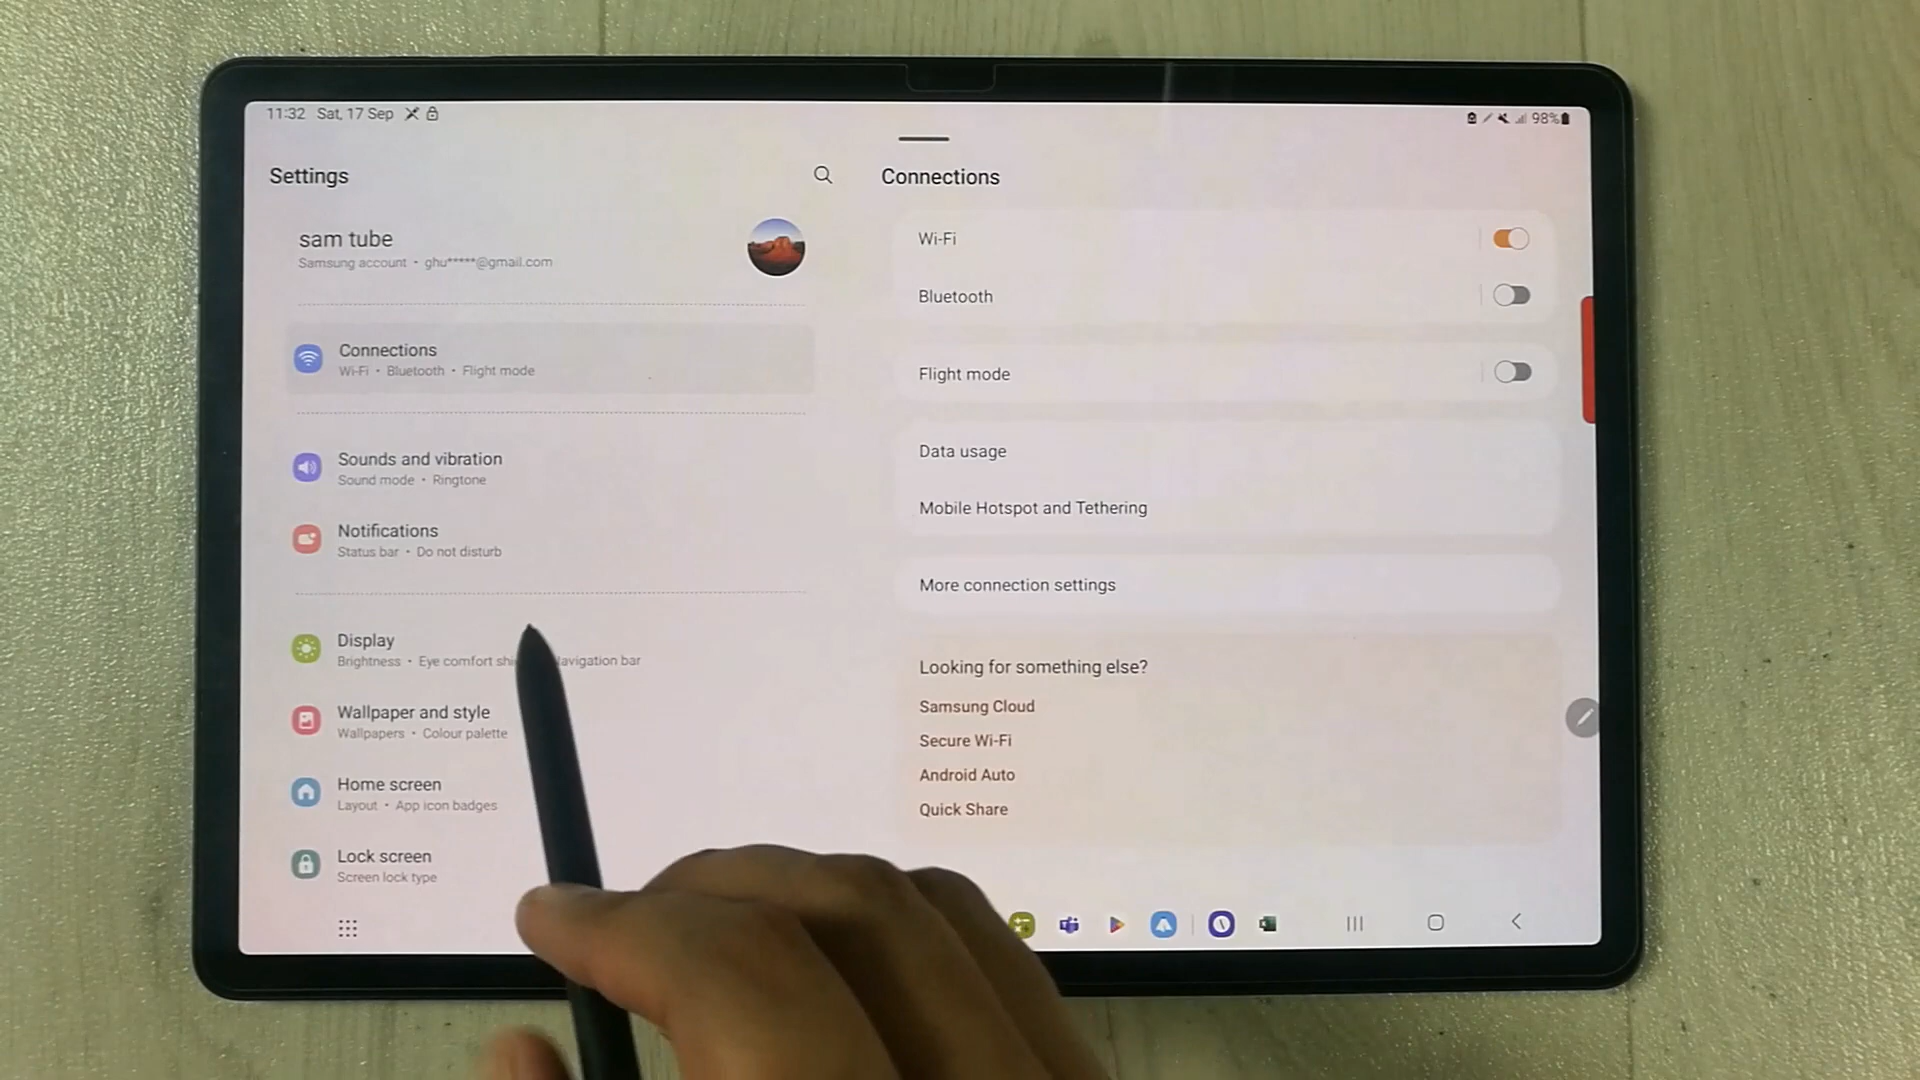 11:32 Sat, 17 Sep
98%
Settings
sam tube
Samsung account • ghu*****@gmail.com
Connections
Wi-Fi • Bluetooth • Flight mode
Sounds and vibration
Sound mode • Ringtone
Notifications
Status bar • Do not disturb
Display
Brightness • Eye comfort avigation bar
Wallpaper and style
Wallpapers • Colour palette
Home screen
Layout • App icon badges
Lock screen
Screen lock type
Connections
Wi-Fi
Bluetooth
Flight mode
Data usage
Mobile Hotspot and Tethering
More connection settings
Looking for something else?
Samsung Cloud
Secure Wi-Fi
Android Auto
Quick Share